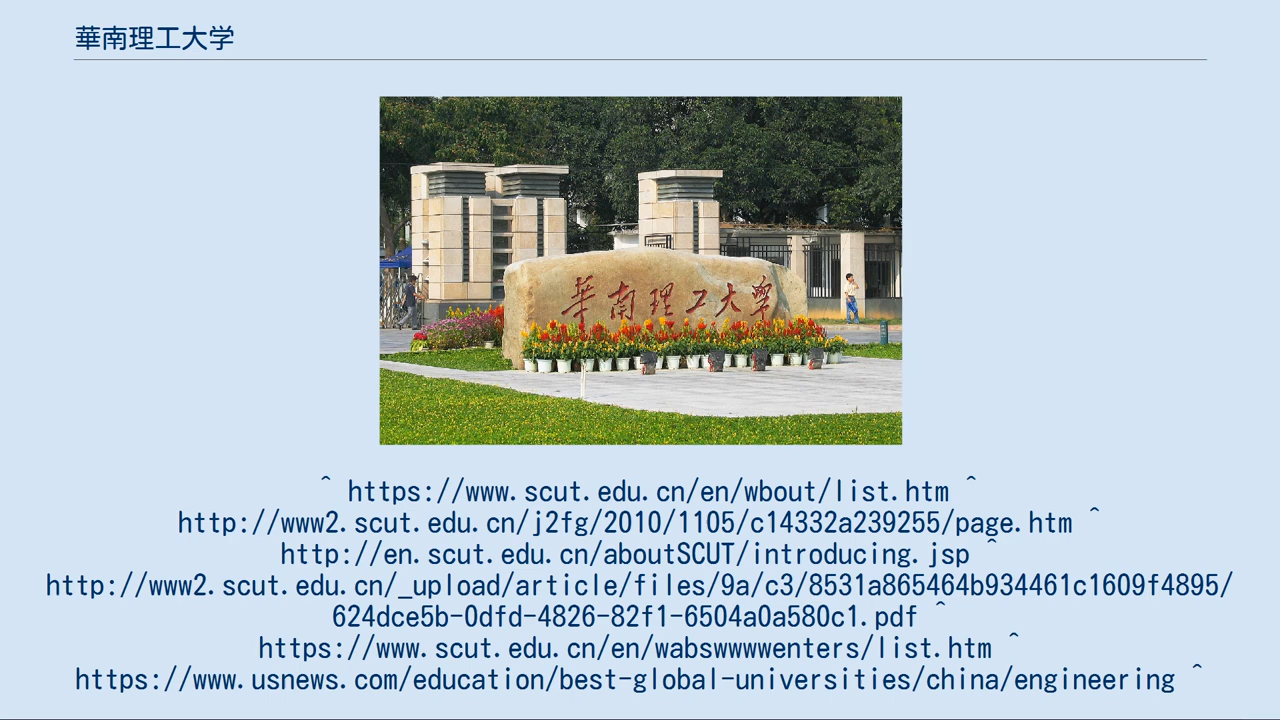 華南理工大学
華南理工大學
^ https://www.scut.edu.cn/en/wbout/list.htm ^
http://www2.scut.edu.cn/j2fg/2010/1105/c14332a239255/page.htm ^
http://en.scut.edu.cn/aboutSCUT/introducing.jsp ^
http://www2.scut.edu.cn/_upload/article/files/9a/c3/8531a865464b934461c1609f4895/
624dce5b-0dfd-4826-82f1-6504a0a580c1.pdf ^
https://www.scut.edu.cn/en/wabswwwwenters/list.htm ^
https://www.usnews.com/education/best-global-universities/china/engineering ^